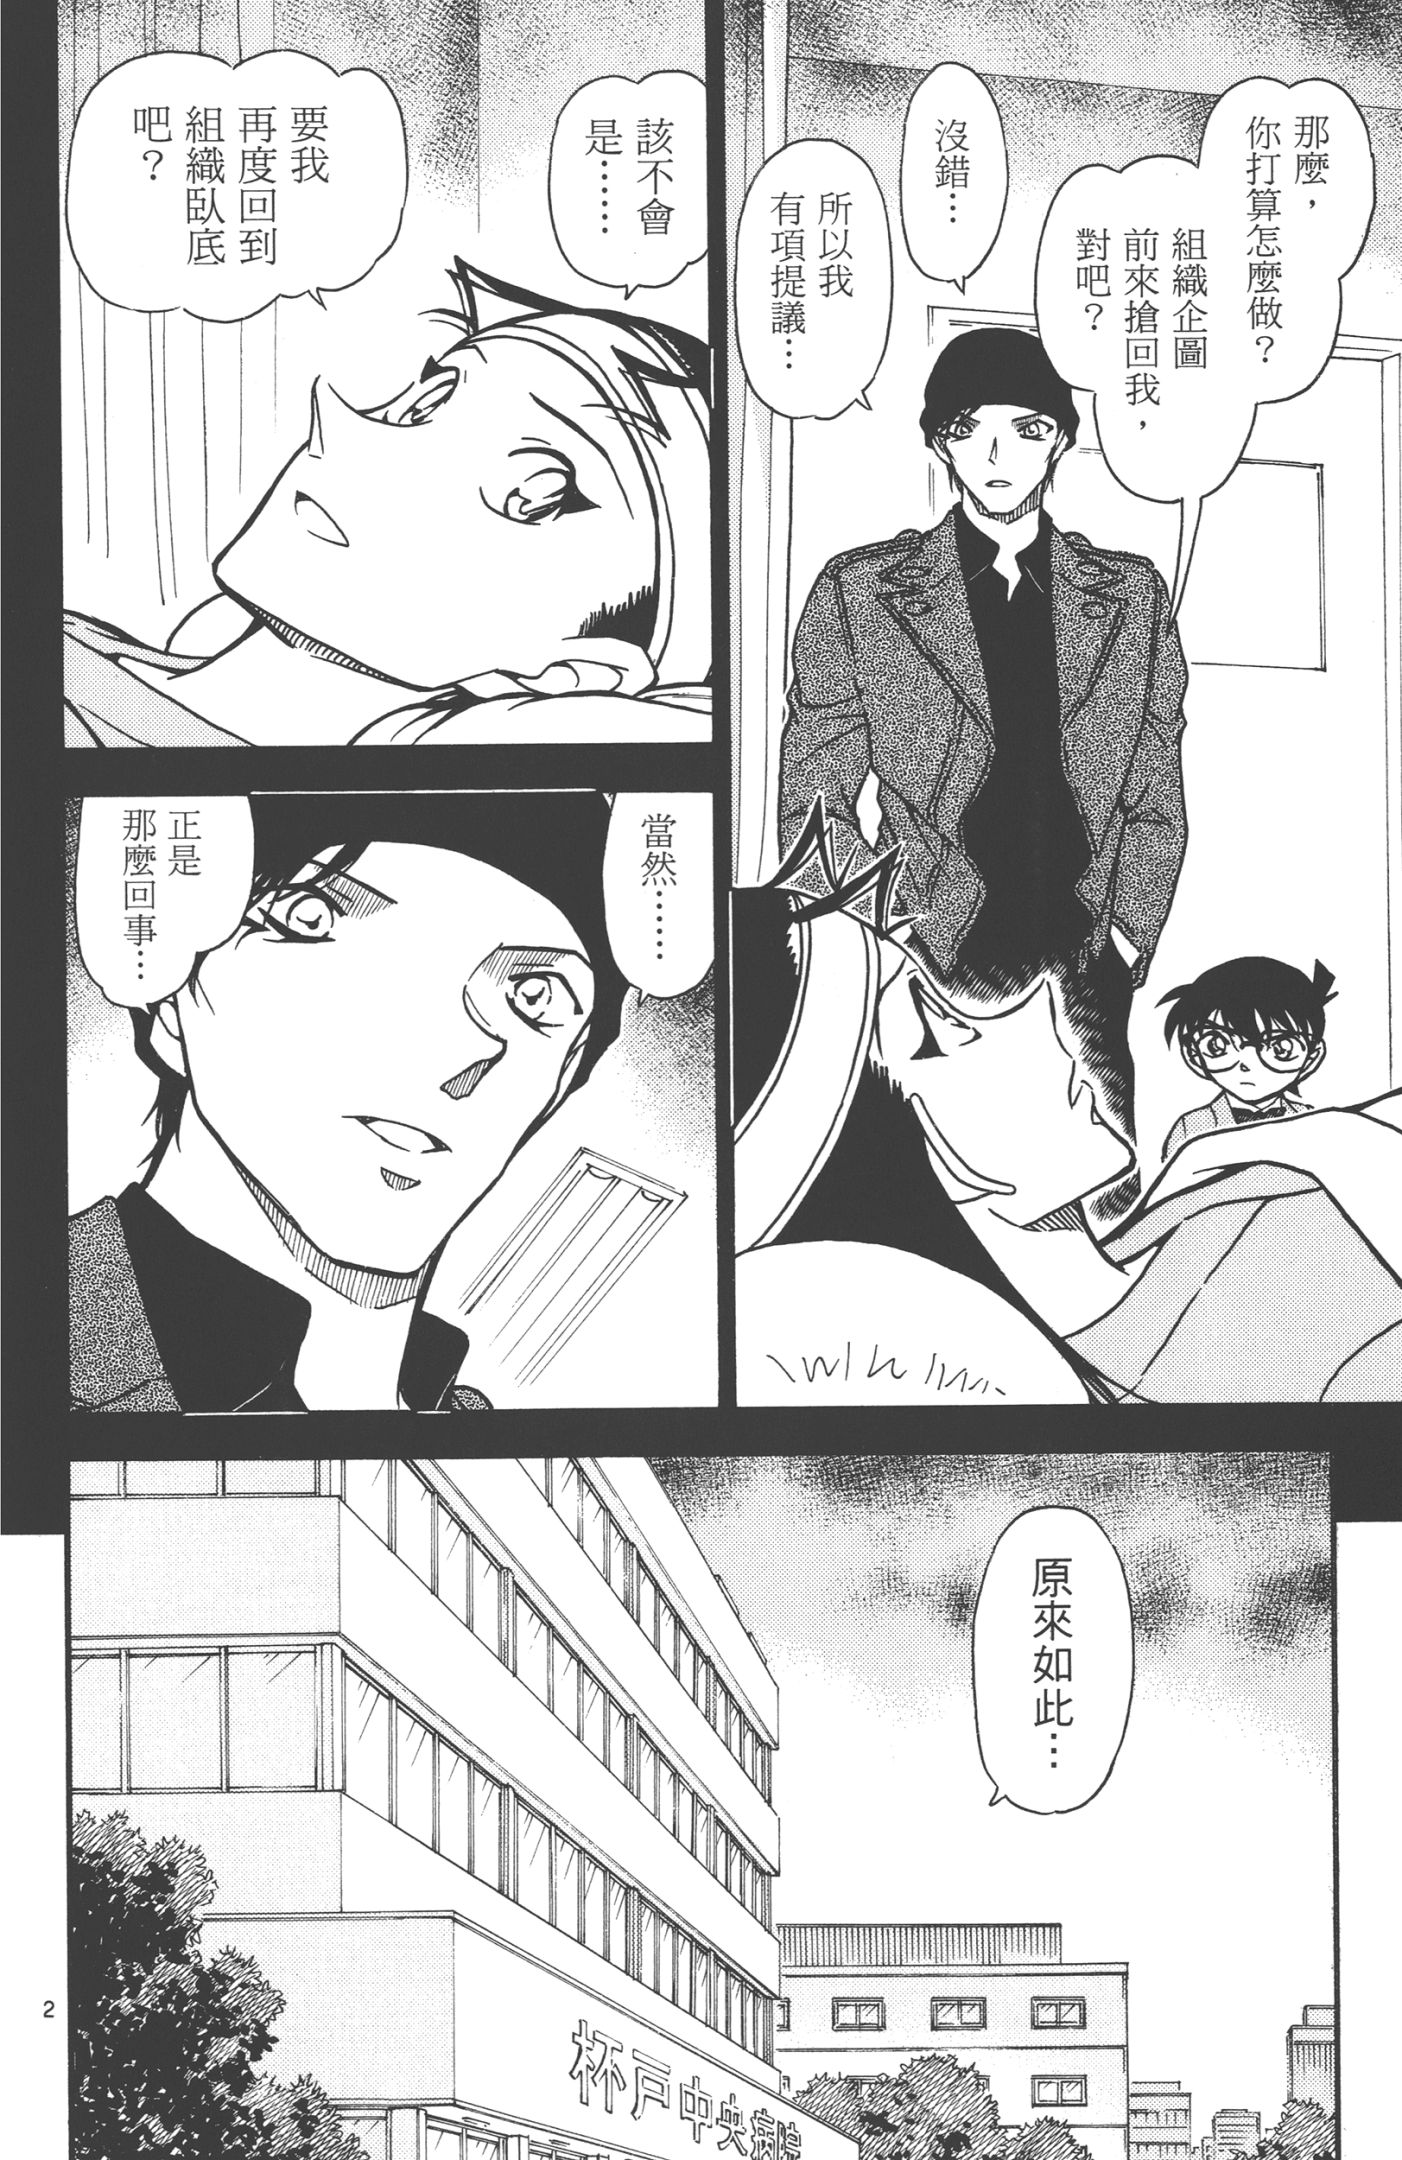 那麼，
你打算怎麼做？
組織企圖
前來搶回我，
對吧？
沒錯…
所以我
有項提議…
該不會
是……
要我
再度回到
組織臥底
吧？
當然……
正是
那麼回事…
原來如此…
杯戸中央病院
2